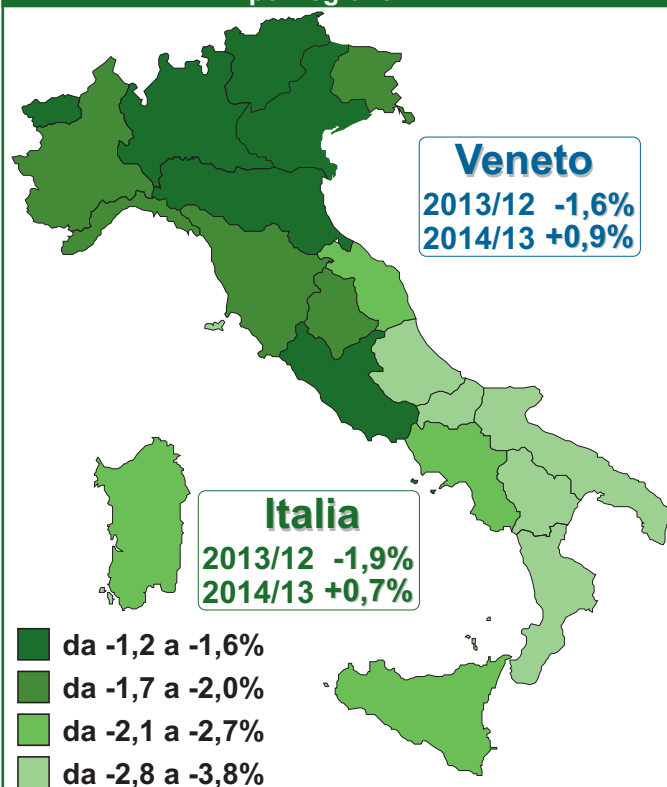 Veneto
2013/12 -1,6%
2014/13 +0,9%
Italia
2013/12 -1,9%
2014/13 +0,7%
da -1,2 a -1,6%
da -1,7 a -2,0%
da -2,1 a -2,7%
da -2,8 a -3,8%